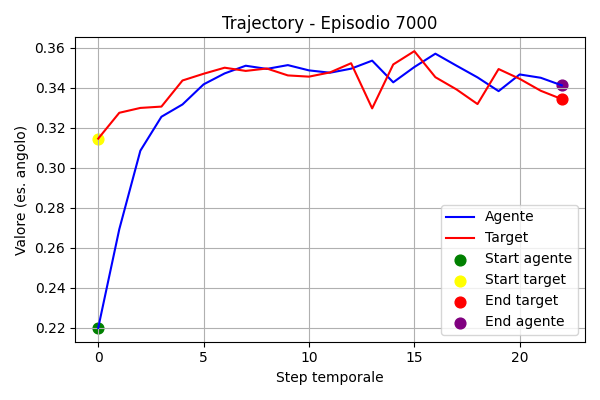 Trajectory - Episodio 7000
Valore (es. angolo)
0.36
0.34
0.32
0.30
0.28
0.26
0.24
0.22
Agente
Target
Start agente
Start target
End target
End agente
0
5
10
15
20
Step temporale